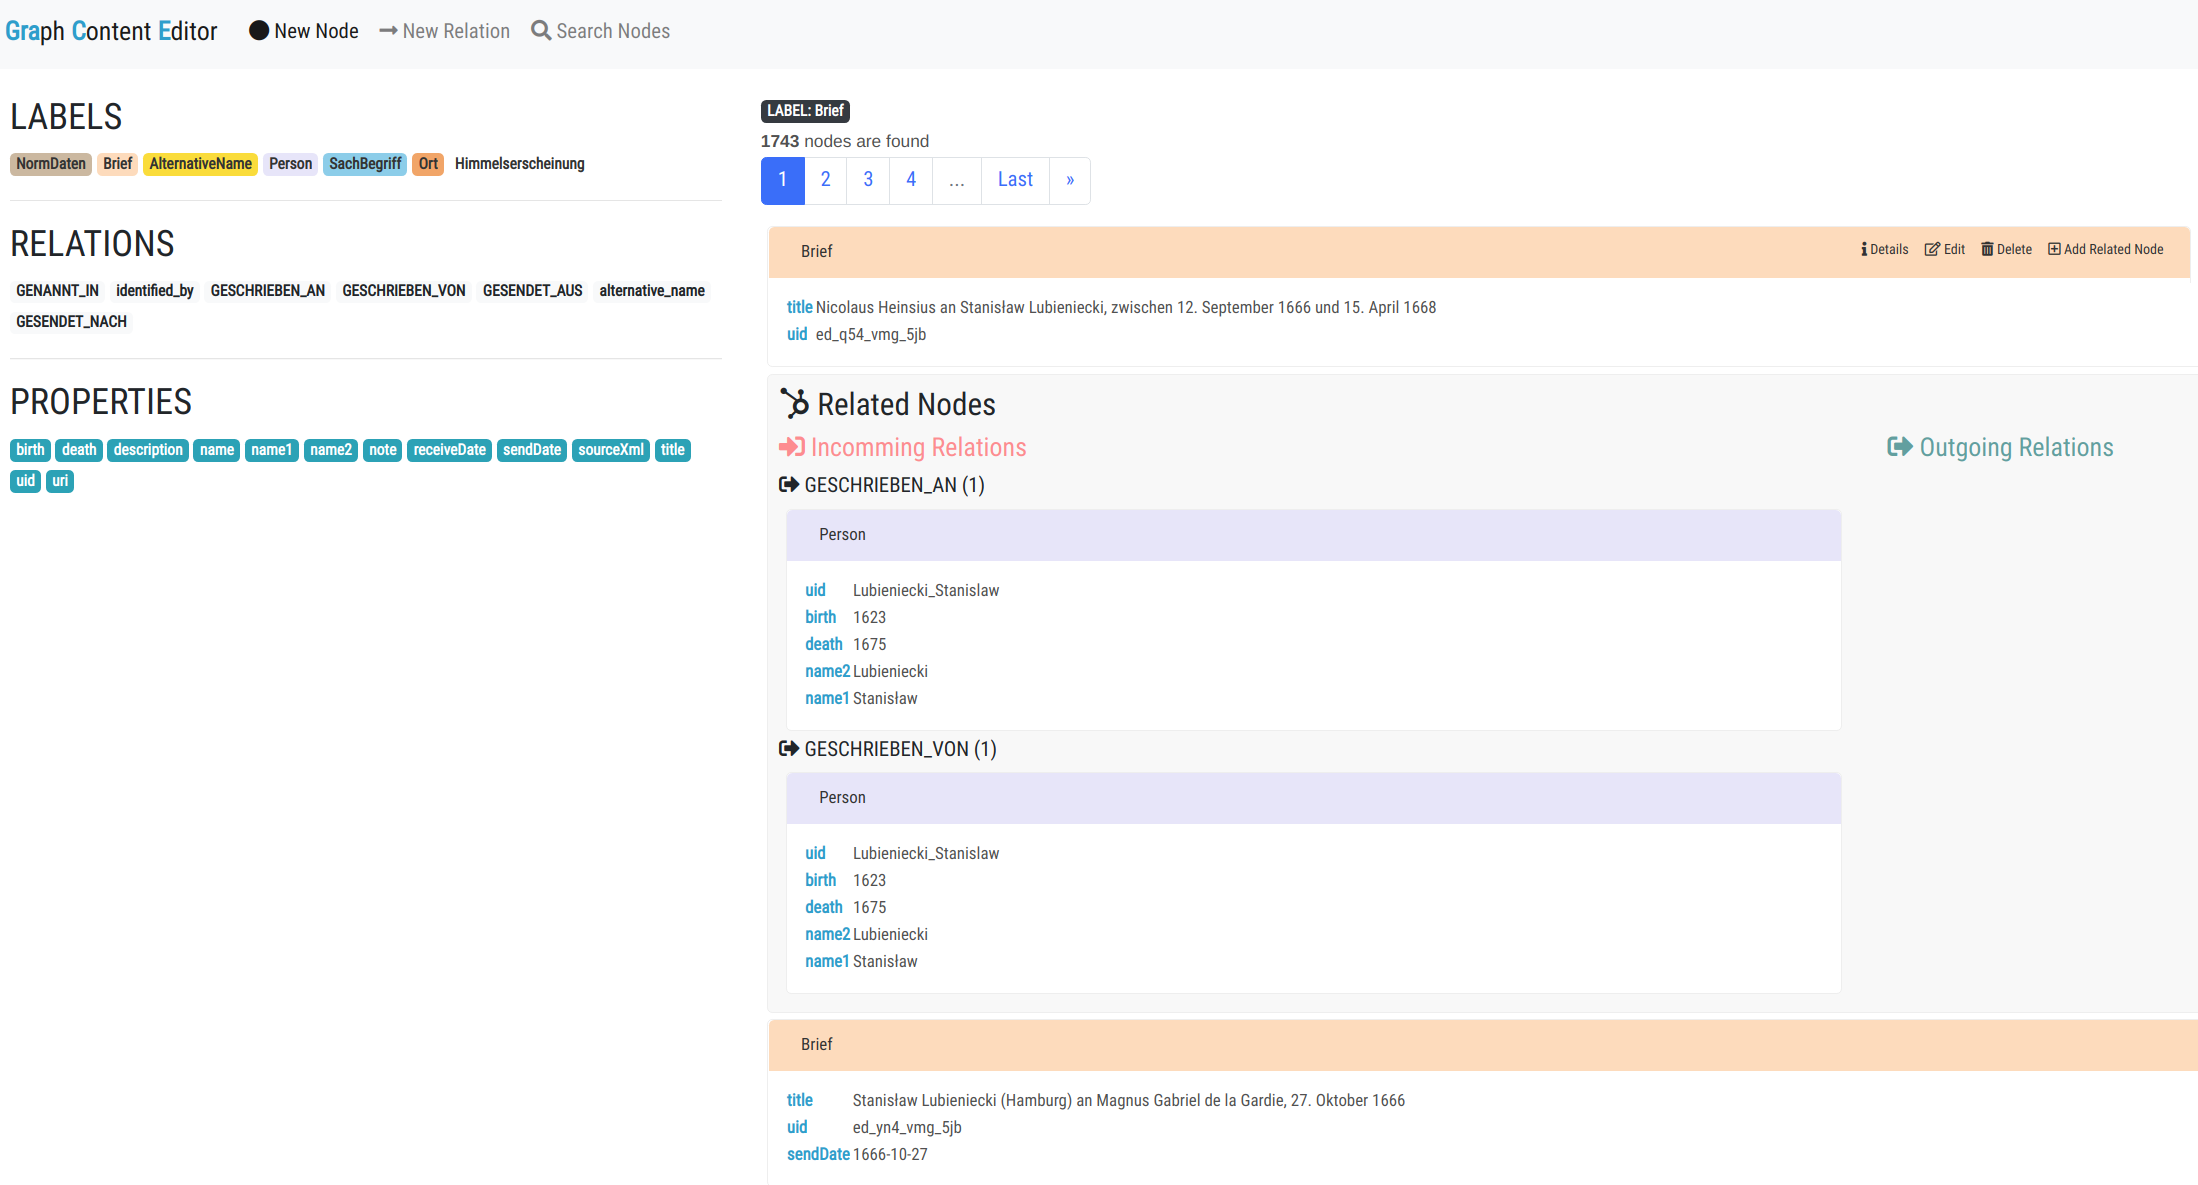 Graph Content Editor New Node New Relation Search Nodes
LABELS
NormDaten Brief AlternativeName Person SachBegriff Ort Himmelserscheinung
RELATIONS
GENANNT_IN identified_by GESCHRIEBEN_AN GESCHRIEBEN_VON GESENDET_AUS alternative_name
GESENDET_NACH
PROPERTIES
birth death description name name1 name2 note receiveDate sendDate sourceXml title
uid uri
LABEL: Brief
1743 nodes are found
1 2 3 4 ... Last »
Brief Details Edit Delete Add Related Node
title Nicolaus Heinsius an Stanisław Lubieniecki, zwischen 12. September 1666 und 15. April 1668
uid ed_q54_vmg_5jb
Related Nodes
Incomming Relations Outgoing Relations
GESCHRIEBEN_AN (1)
Person
uid Lubieniecki_Stanislaw
birth 1623
death 1675
name2 Lubieniecki
name1 Stanisław
GESCHRIEBEN_VON (1)
Person
uid Lubieniecki_Stanislaw
birth 1623
death 1675
name2 Lubieniecki
name1 Stanisław
Brief
title Stanisław Lubieniecki (Hamburg) an Magnus Gabriel de la Gardie, 27. Oktober 1666
uid ed_yn4_vmg_5jb
sendDate 1666-10-27